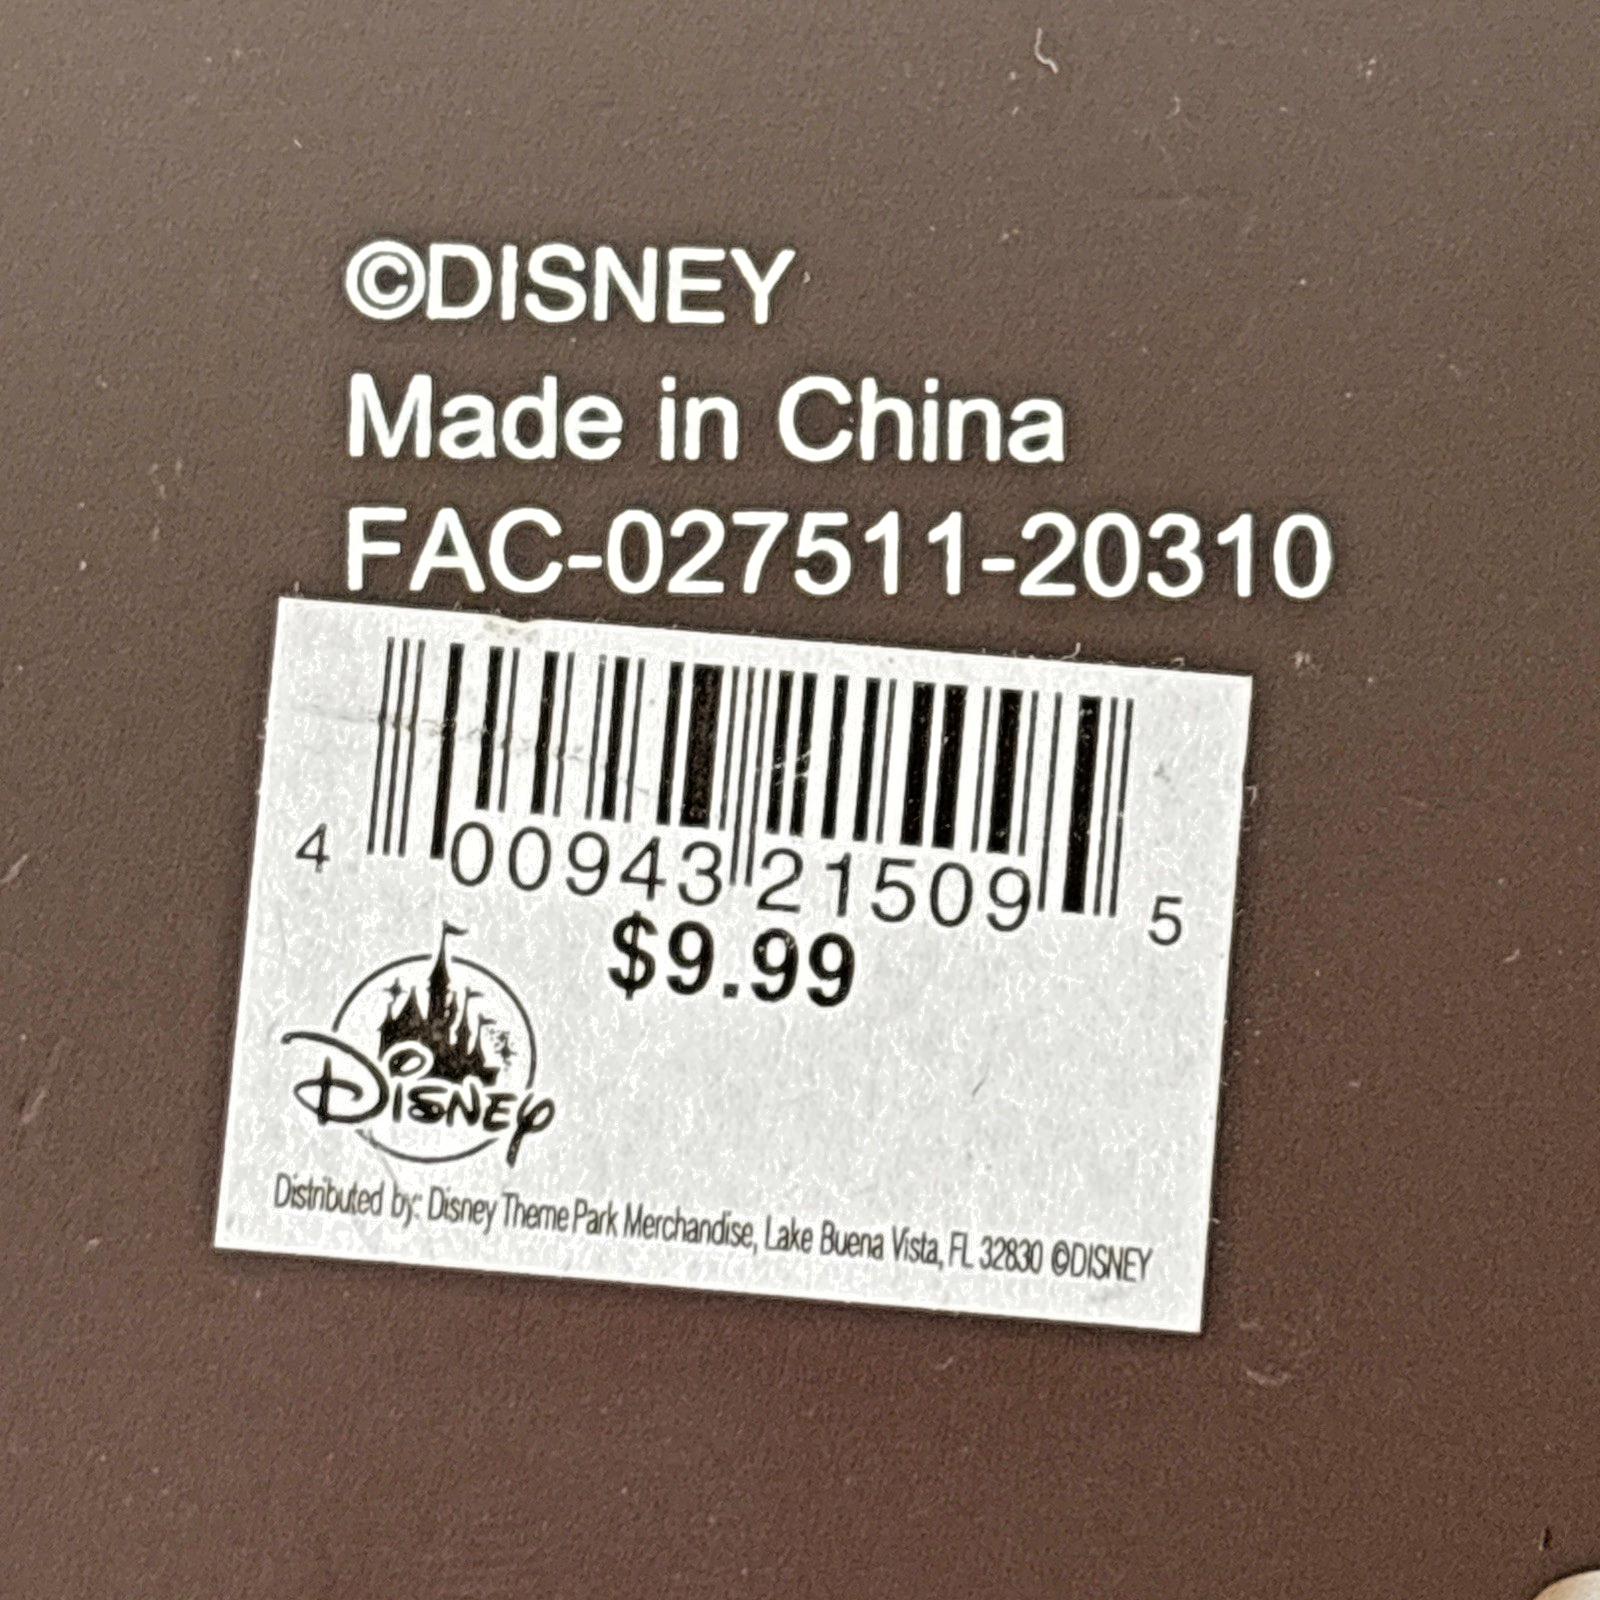 ©DISNEY
Made in China
FAC-027511-20310
4 00943 21509 5
$9.99
Disney
Distributed by: Disney Theme Park Merchandise, Lake Buena Vista, FL 32830 ©DISNEY